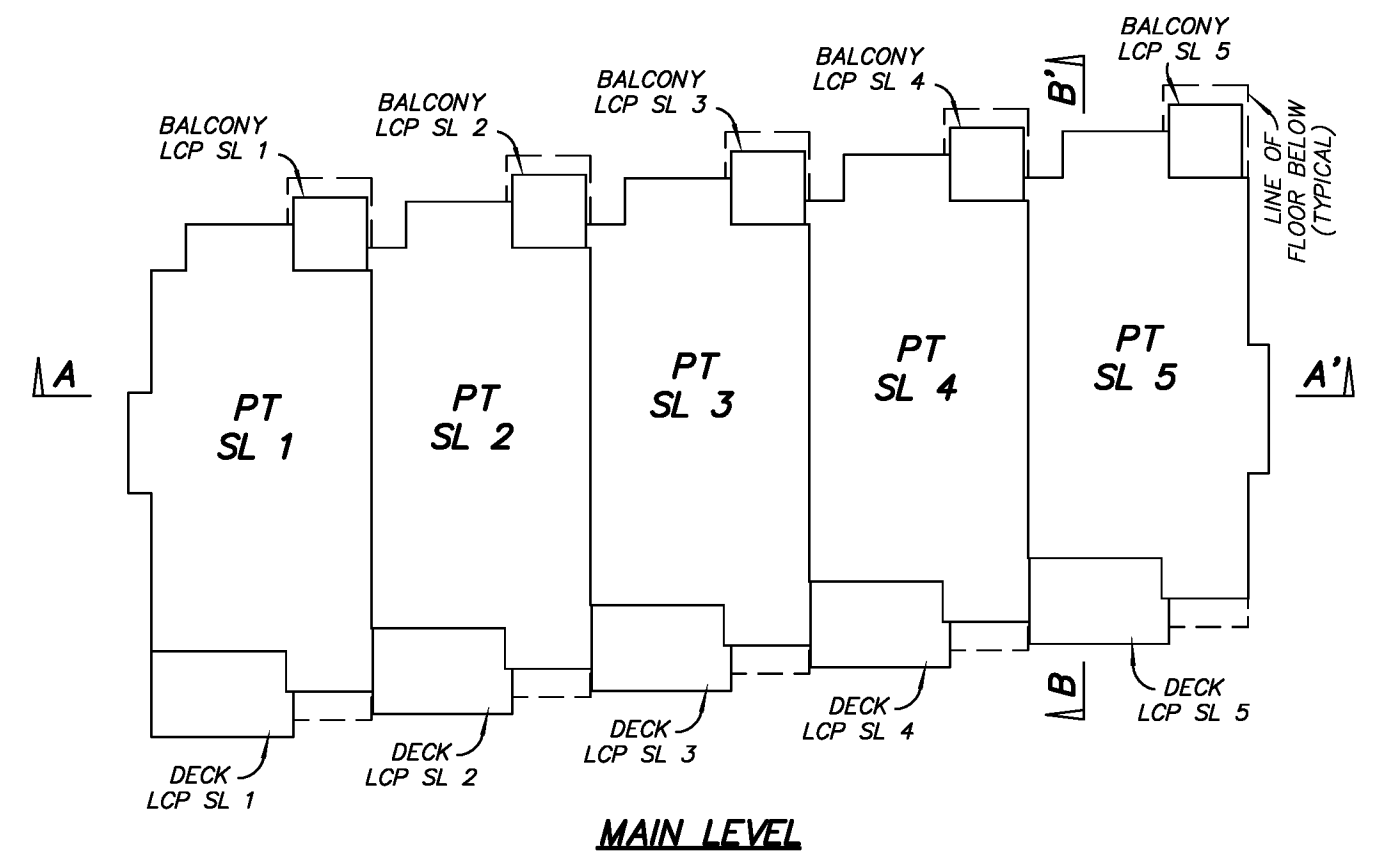 BALCONY
LCP SL 1
BALCONY
LCP SL 2
BALCONY
LCP SL 3
BALCONY
LCP SL 4
B'
BALCONY
LCP SL 5
LINE OF
FLOOR BELOW
(TYPICAL)
A
PT
SL 1
PT
SL 2
PT
SL 3
PT
SL 4
PT
SL 5
A'
DECK
LCP SL 1
DECK
LCP SL 2
DECK
LCP SL 3
DECK
LCP SL 4
B
DECK
LCP SL 5
MAIN LEVEL